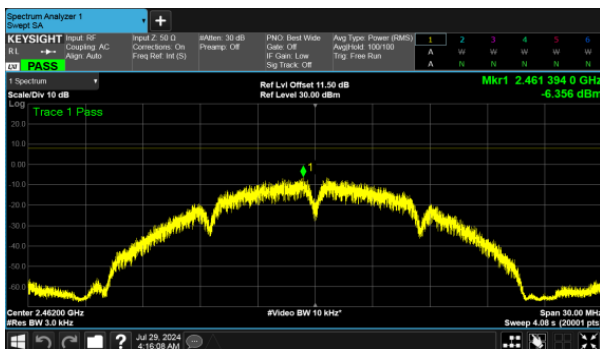 Spectrum Analyzer 1
Swept SA
+
KEYSIGHT Input: RF Input Z: 50 Ω #Atten: 30 dB PNO: Best Wide Avg Type: Power (RMS) 1 2 3 4 5 6
RL Coupling: AC Corrections: On Preamp: Off Gate: Off Avg|Hold: 100/100 A W W W W W
Align: Auto Freq Ref: Int (S) IF Gain: Low Trig: Free Run
PASS Sig Track: Off A N N N N N
1 Spectrum Ref Lvl Offset 11.50 dB Mkr1 2.461 394 0 GHz
Scale/Div 10 dB Ref Level 30.00 dBm -6.356 dBm
Log Trace 1 Pass
20.0
10.0
0.00
1
-10.0
-20.0
-30.0
-40.0
-50.0
-60.0
Center 2.46200 GHz #Video BW 10 kHz* Span 30.00 MHz
#Res BW 3.0 kHz Sweep 4.08 s (20001 pts)
? Jul 29, 2024
4:16:08 AM